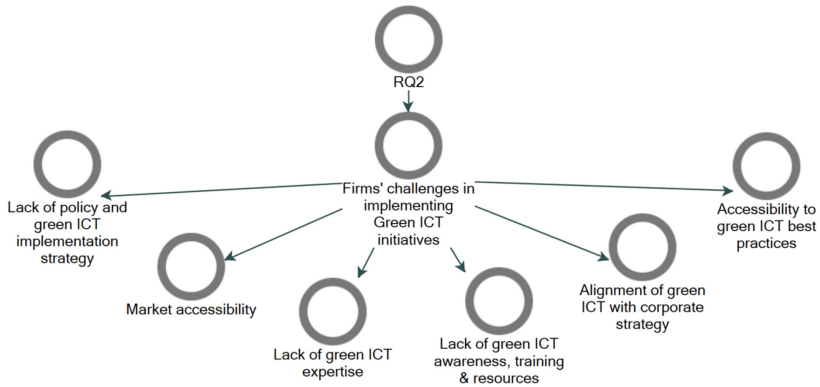 RQ2
Firms' challenges in
implementing
Green ICT
initiatives
Lack of policy and
green ICT
implementation
strategy
Market accessibility
Lack of green ICT
expertise
Lack of green ICT
awareness, training
& resources
Alignment of green
ICT with corporate
strategy
Accessibility to
green ICT best
practices